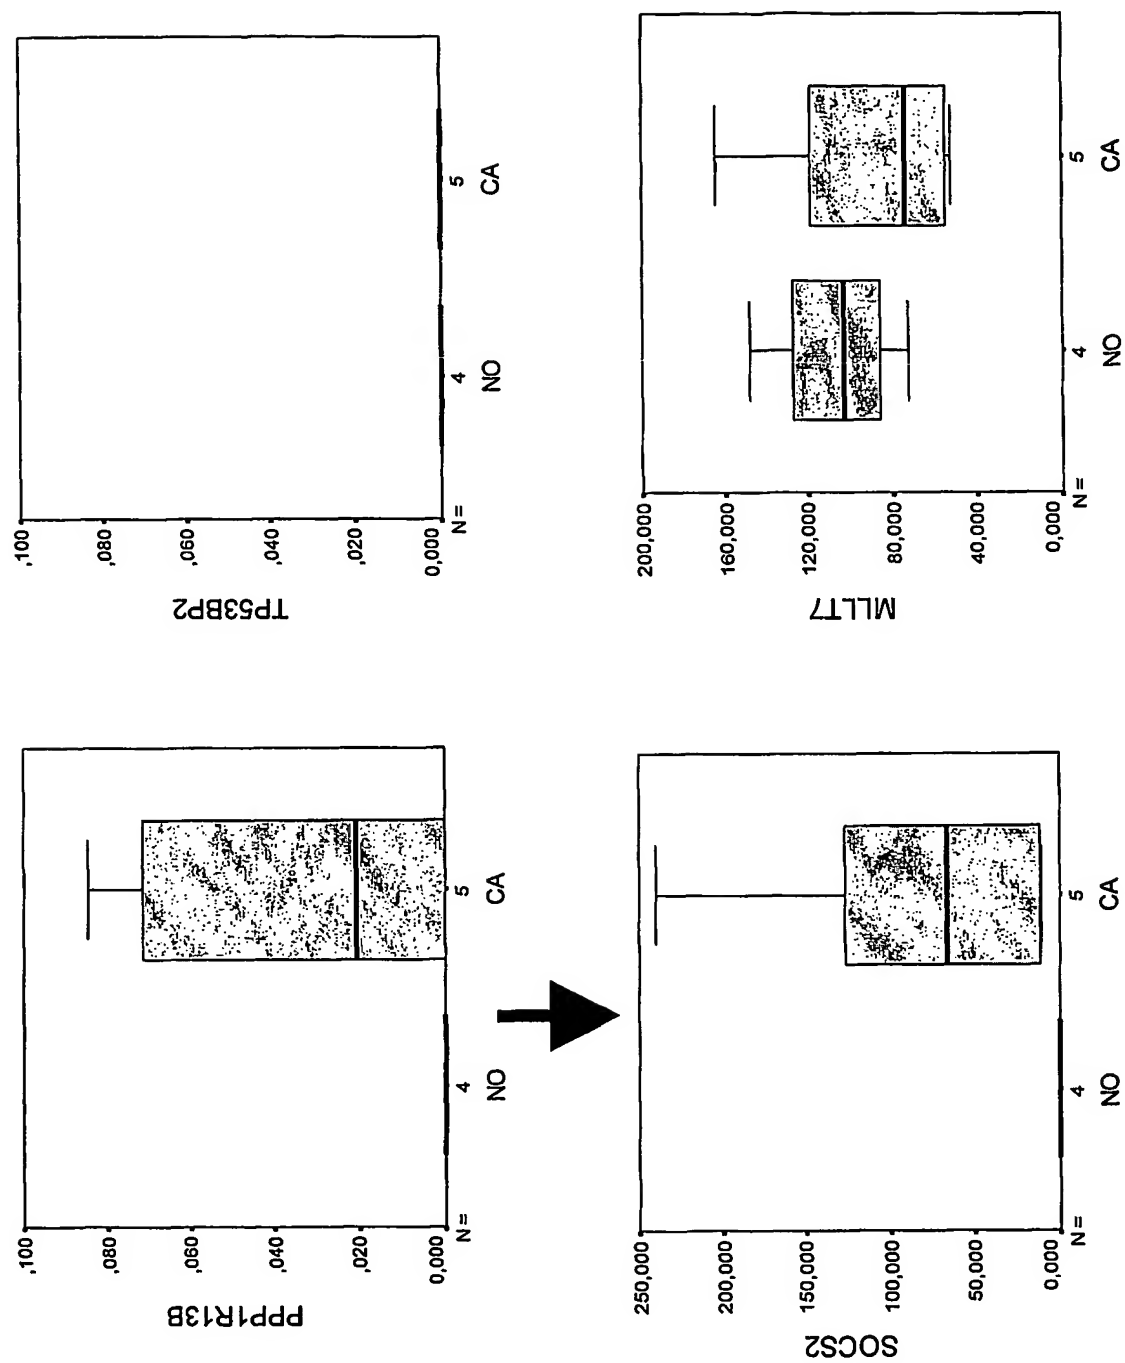 PPP1R13B
,100
,080
,060
,040
,020
0,000
N =
4
5
NO
CA
TP53BP2
,100
,080
,060
,040
,020
0,000
N =
4
5
NO
CA
SOCS2
250,000
200,000
150,000
100,000
50,000
0,000
N =
4
5
NO
CA
MLLT7
200,000
160,000
120,000
80,000
40,000
0,000
N =
4
5
NO
CA